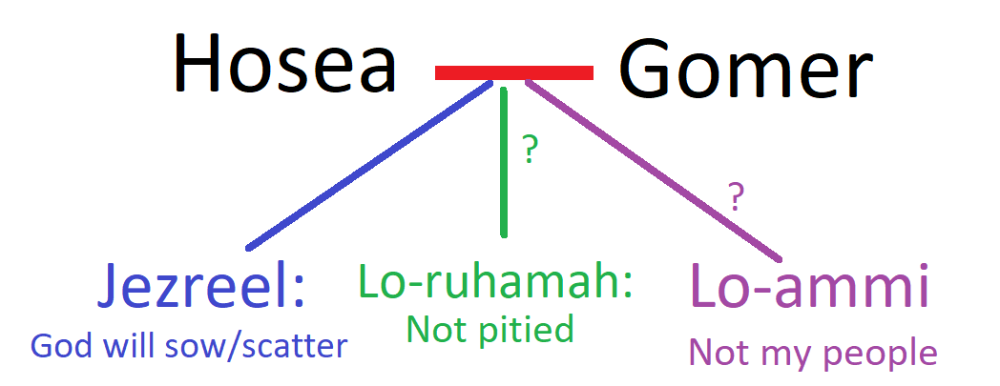 Hosea Gomer
?
?
Jezreel: Lo-ruhamah: Lo-ammi
God will sow/scatter Not pitied Not my people